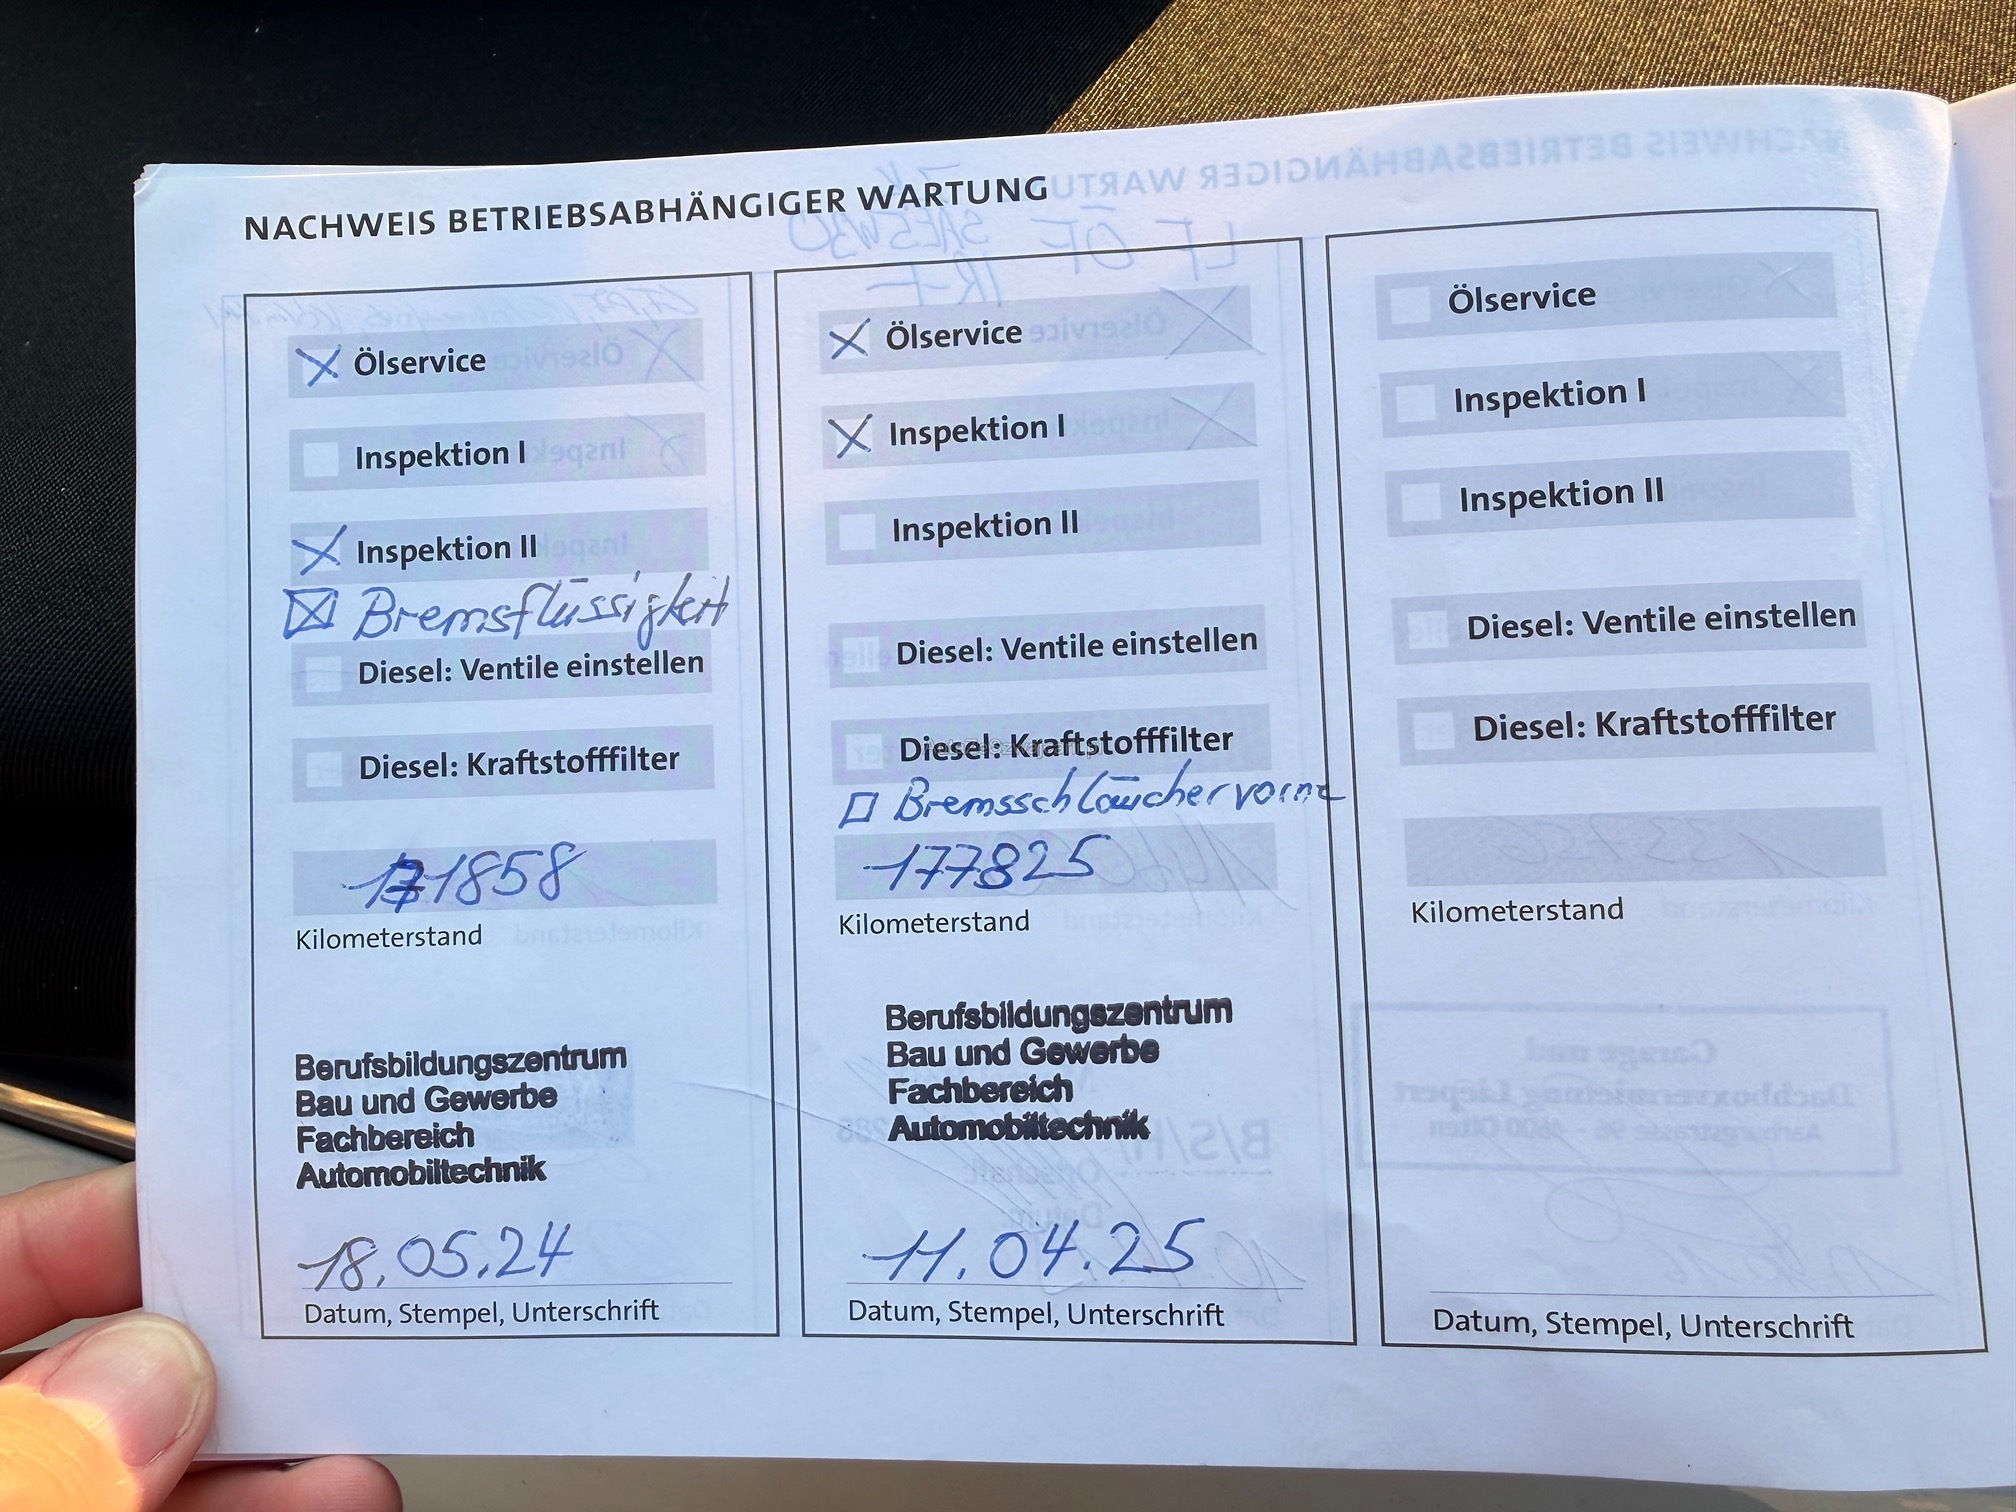 NACHWEIS BETRIEBSABHÄNGIGER WARTUNG
Ölservice
Inspektion I
Inspektion II
Bremsflüssigkeit
Diesel: Ventile einstellen
Diesel: Kraftstofffilter
171858
Kilometerstand
Berufsbildungszentrum
Bau und Gewerbe
Fachbereich
Automobiltechnik
18.05.24
Datum, Stempel, Unterschrift
Ölservice
Inspektion I
Inspektion II
Diesel: Ventile einstellen
Diesel: Kraftstofffilter
Bremsschläucher vorne
177825
Kilometerstand
Berufsbildungszentrum
Bau und Gewerbe
Fachbereich
Automobiltechnik
11.04.25
Datum, Stempel, Unterschrift
Ölservice
Inspektion I
Inspektion II
Diesel: Ventile einstellen
Diesel: Kraftstofffilter
Kilometerstand
Datum, Stempel, Unterschrift